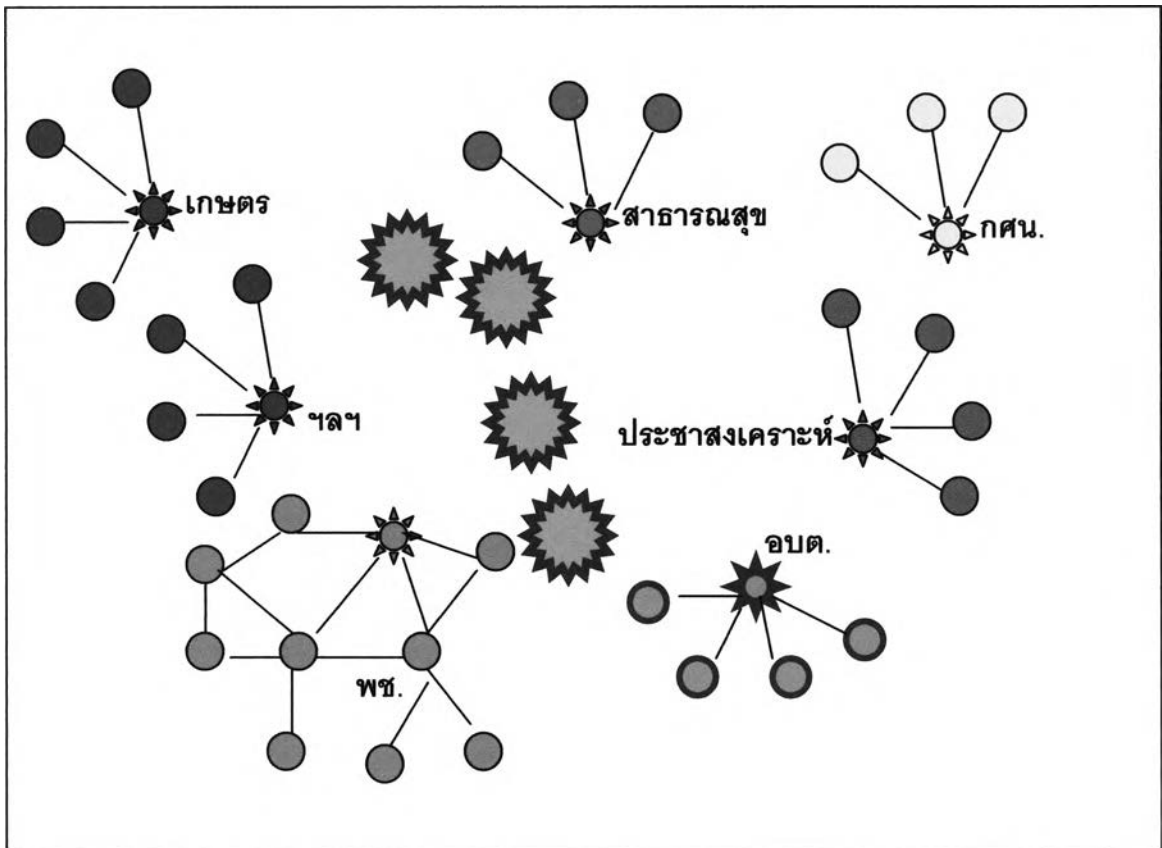 เกษตร
สาธารณสุข
กศน.
ฯลฯ
ประชาสงเคราะห์
อบต.
พช.